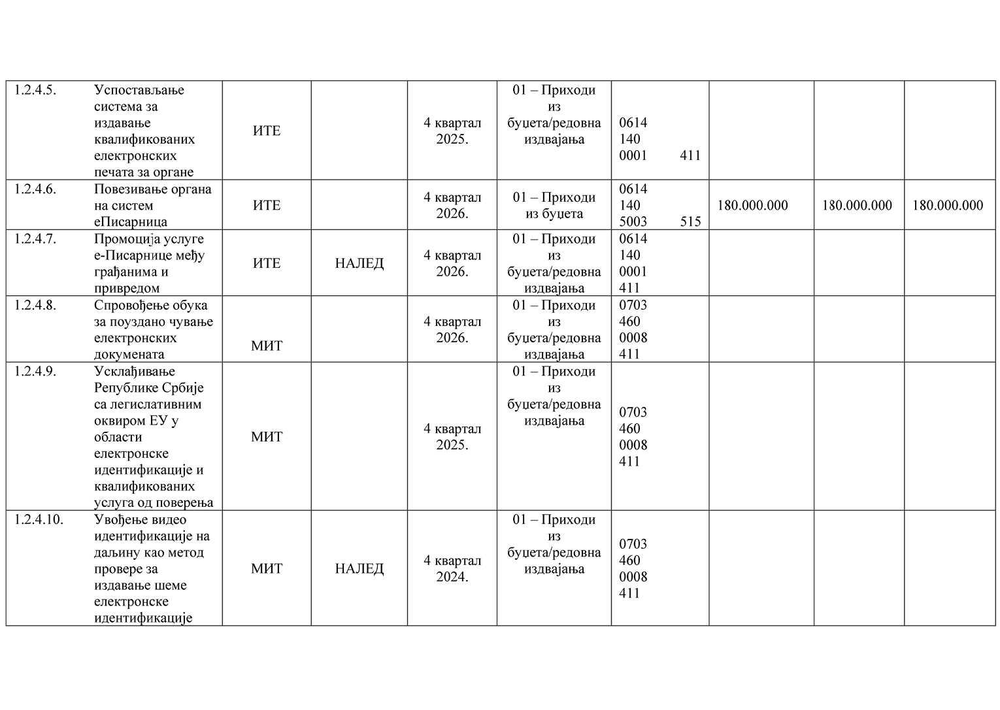 1.2.4.5.
Успостављање
система за
издавање
квалификованих
електронских
печата за органе
ИТЕ
4 квартал
2025.
01 – Приходи
из
буџета/редовна
издвајања
0614
140
0001 411
1.2.4.6.
Повезивање органа
на систем
еПисарница
ИТЕ
4 квартал
2026.
01 – Приходи
из буџета
0614
140
5003 515
180.000.000
180.000.000
180.000.000
1.2.4.7.
Промоција услуге
е-Писарнице међу
грађанима и
привредом
ИТЕ
НАЛЕД
4 квартал
2026.
01 – Приходи
из
буџета/редовна
издвајања
0614
140
0001
411
1.2.4.8.
Спровођење обука
за поуздано чување
електронских
докумената
МИТ
4 квартал
2026.
01 – Приходи
из
буџета/редовна
издвајања
0703
460
0008
411
1.2.4.9.
Усклађивање
Републике Србије
са легислативним
оквиром ЕУ у
области
електронске
идентификације и
квалификованих
услуга од поверења
МИТ
4 квартал
2025.
01 – Приходи
из
буџета/редовна
издвајања
0703
460
0008
411
1.2.4.10.
Увођење видео
идентификације на
даљину као метод
провере за
издавање шеме
електронске
идентификације
МИТ
НАЛЕД
4 квартал
2024.
01 – Приходи
из
буџета/редовна
издвајања
0703
460
0008
411